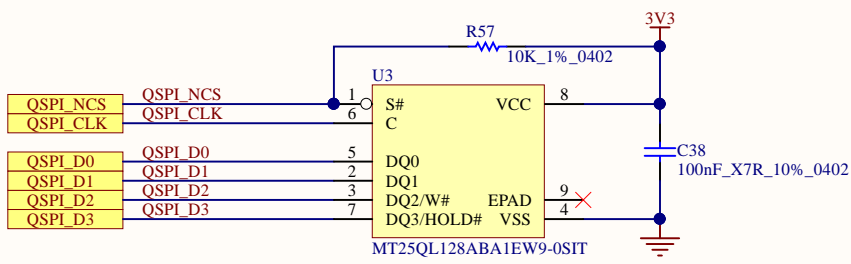 3V3
R57
10K_1%_0402
U3
QSPI_NCS QSPI_NCS 1 S# VCC 8
QSPI_CLK QSPI_CLK 6 C
QSPI_D0 QSPI_D0 5 DQ0
C38
QSPI_D1 QSPI_D1 2 DQ1
100nF_X7R_10%_0402
QSPI_D2 QSPI_D2 3 DQ2/W# EPAD 9
QSPI_D3 QSPI_D3 7 DQ3/HOLD# VSS 4
MT25QL128ABA1EW9-0SIT